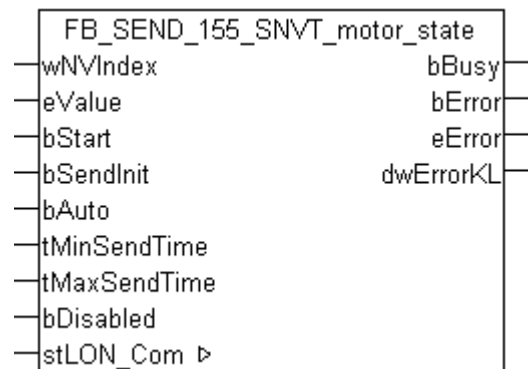 FB_SEND_155_SNVT_motor_state
wNVIndex bBusy
eValue bError
bStart eError
bSendInit dwErrorKL
bAuto
tMinSendTime
tMaxSendTime
bDisabled
stLON_Com ▷